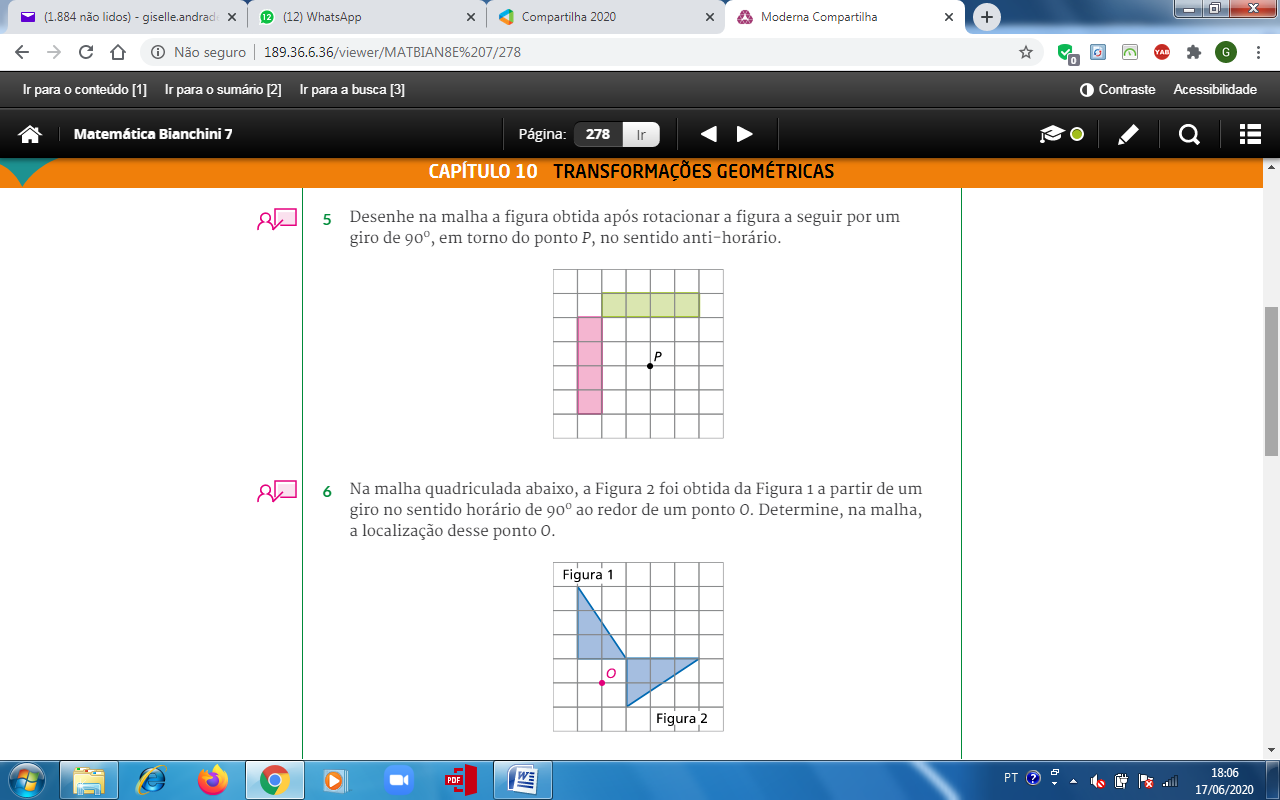 (1.884 não lidos) - giselle.andrad
(12) WhatsApp
Compartilha 2020
Moderna Compartilha
Não seguro
189.36.6.36/viewer/MATBIAN8E%207/278
0
YAB
G
Ir para o conteúdo [1]
Ir para o sumário [2]
Ir para a busca [3]
Contraste
Acessibilidade
Matemática Bianchini 7
Página:
278
Ir
CAPÍTULO 10 TRANSFORMAÇÕES GEOMÉTRICAS
5 Desenhe na malha a figura obtida após rotacionar a figura a seguir por um
giro de 90º, em torno do ponto P, no sentido anti-horário.
P
6 Na malha quadriculada abaixo, a Figura 2 foi obtida da Figura 1 a partir de um
giro no sentido horário de 90º ao redor de um ponto O. Determine, na malha,
a localização desse ponto O.
Figura 1
O
Figura 2
PDF
PT
18:06
17/06/2020